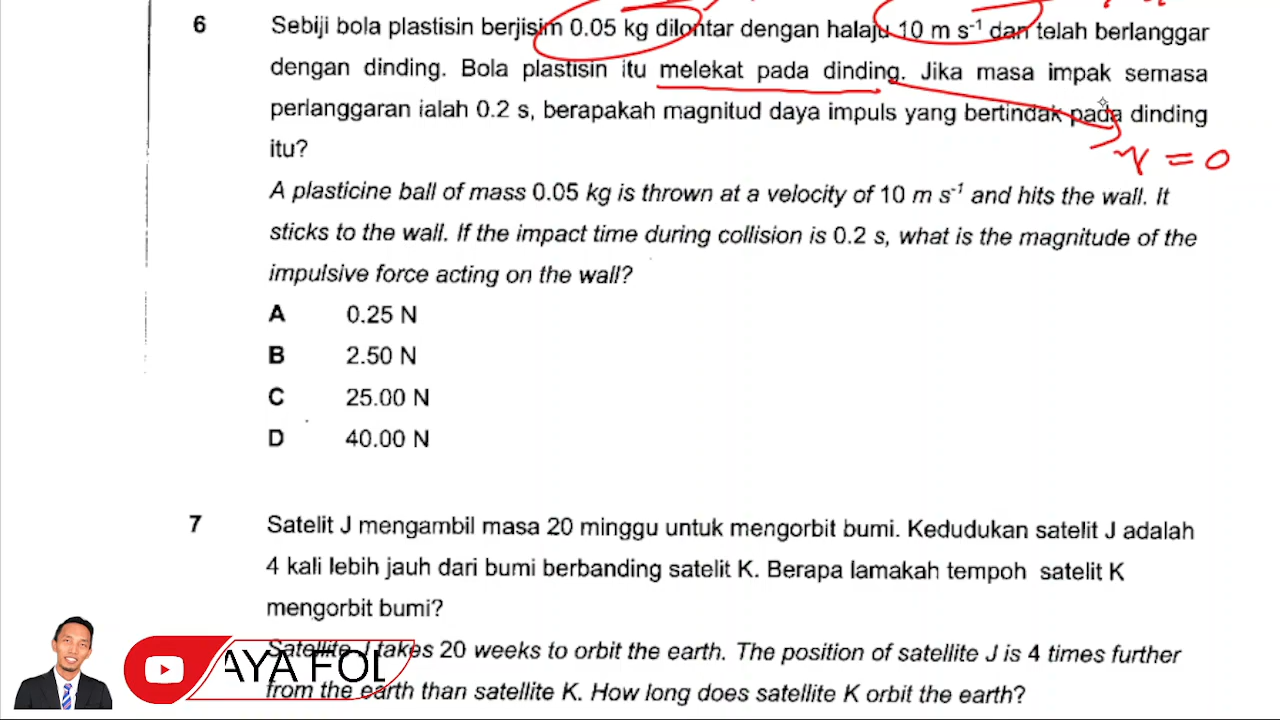 6 Sebiji bola plastisin berjisim 0.05 kg dilontar dengan halaju 10 m s⁻¹ dan telah berlanggar
dengan dinding. Bola plastisin itu melekat pada dinding. Jika masa impak semasa
perlanggaran ialah 0.2 s, berapakah magnitud daya impuls yang bertindak pada dinding
itu?
v = 0
A plasticine ball of mass 0.05 kg is thrown at a velocity of 10 m s⁻¹ and hits the wall. It
sticks to the wall. If the impact time during collision is 0.2 s, what is the magnitude of the
impulsive force acting on the wall?
A 0.25 N
B 2.50 N
C 25.00 N
D 40.00 N
7 Satelit J mengambil masa 20 minggu untuk mengorbit bumi. Kedudukan satelit J adalah
4 kali lebih jauh dari bumi berbanding satelit K. Berapa lamakah tempoh satelit K
mengorbit bumi?
Satellite J takes 20 weeks to orbit the earth. The position of satellite J is 4 times further
from the earth than satellite K. How long does satellite K orbit the earth?
AYA FOL